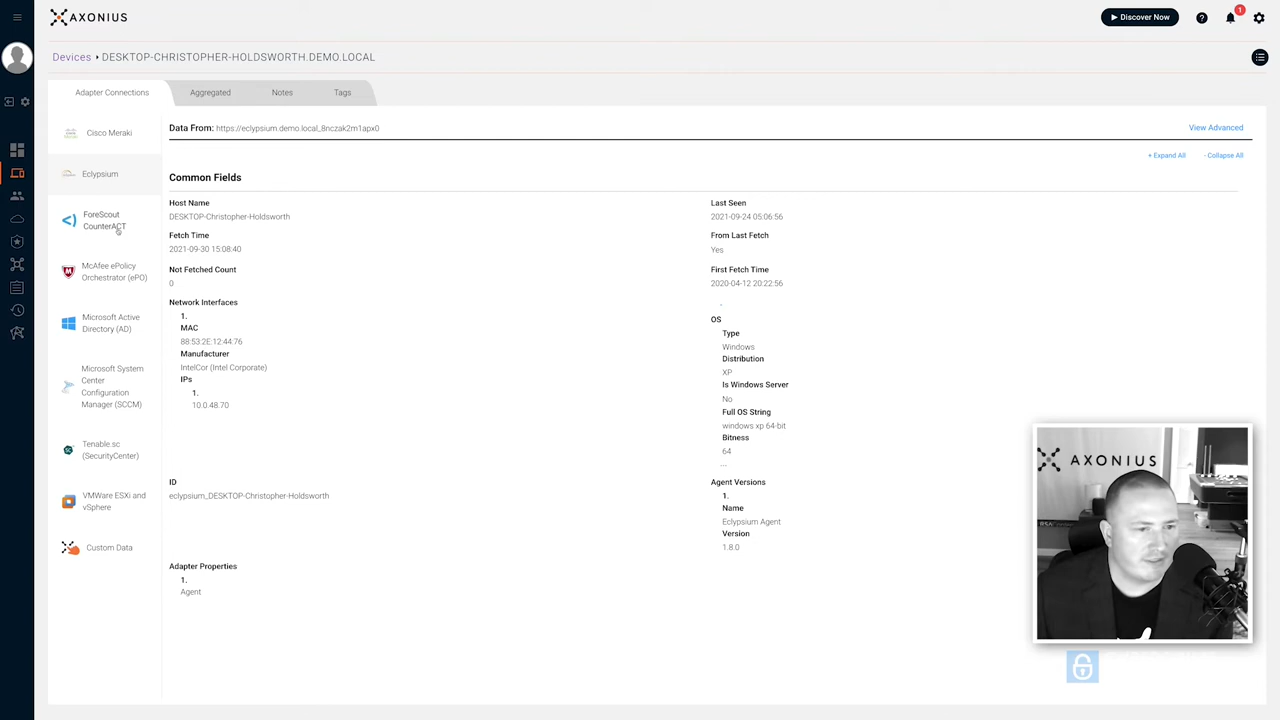 AXONIUS
Discover Now
1
Devices DESKTOP-CHRISTOPHER-HOLDSWORTH.DEMO.LOCAL
Adapter Connections
Aggregated
Notes
Tags
Cisco Meraki
Eclypsium
ForeScout
CounterACT
McAfee ePolicy
Orchestrator (ePO)
Microsoft Active
Directory (AD)
Microsoft System
Center
Configuration
Manager (SCCM)
Tenable.sc
(SecurityCenter)
VMWare ESXi and
vSphere
Custom Data
Data From: https://eclypsium.demo.local_8nczak2m1apx0
View Advanced
+ Expand All
- Collapse All
Common Fields
Host Name
DESKTOP-Christopher-Holdsworth
Fetch Time
2021-09-30 15:08:40
Not Fetched Count
0
Network Interfaces
1.
MAC
88:53:2E:12:44:76
Manufacturer
IntelCor (Intel Corporate)
IPs
1.
10.0.48.70
ID
eclypsium_DESKTOP-Christopher-Holdsworth
Adapter Properties
1.
Agent
Last Seen
2021-09-24 05:06:56
From Last Fetch
Yes
First Fetch Time
2020-04-12 20:22:56
OS
Type
Windows
Distribution
XP
Is Windows Server
No
Full OS String
windows xp 64-bit
Bitness
64
...
Agent Versions
1.
Name
Eclypsium Agent
Version
1.8.0
AXONIUS
RSA